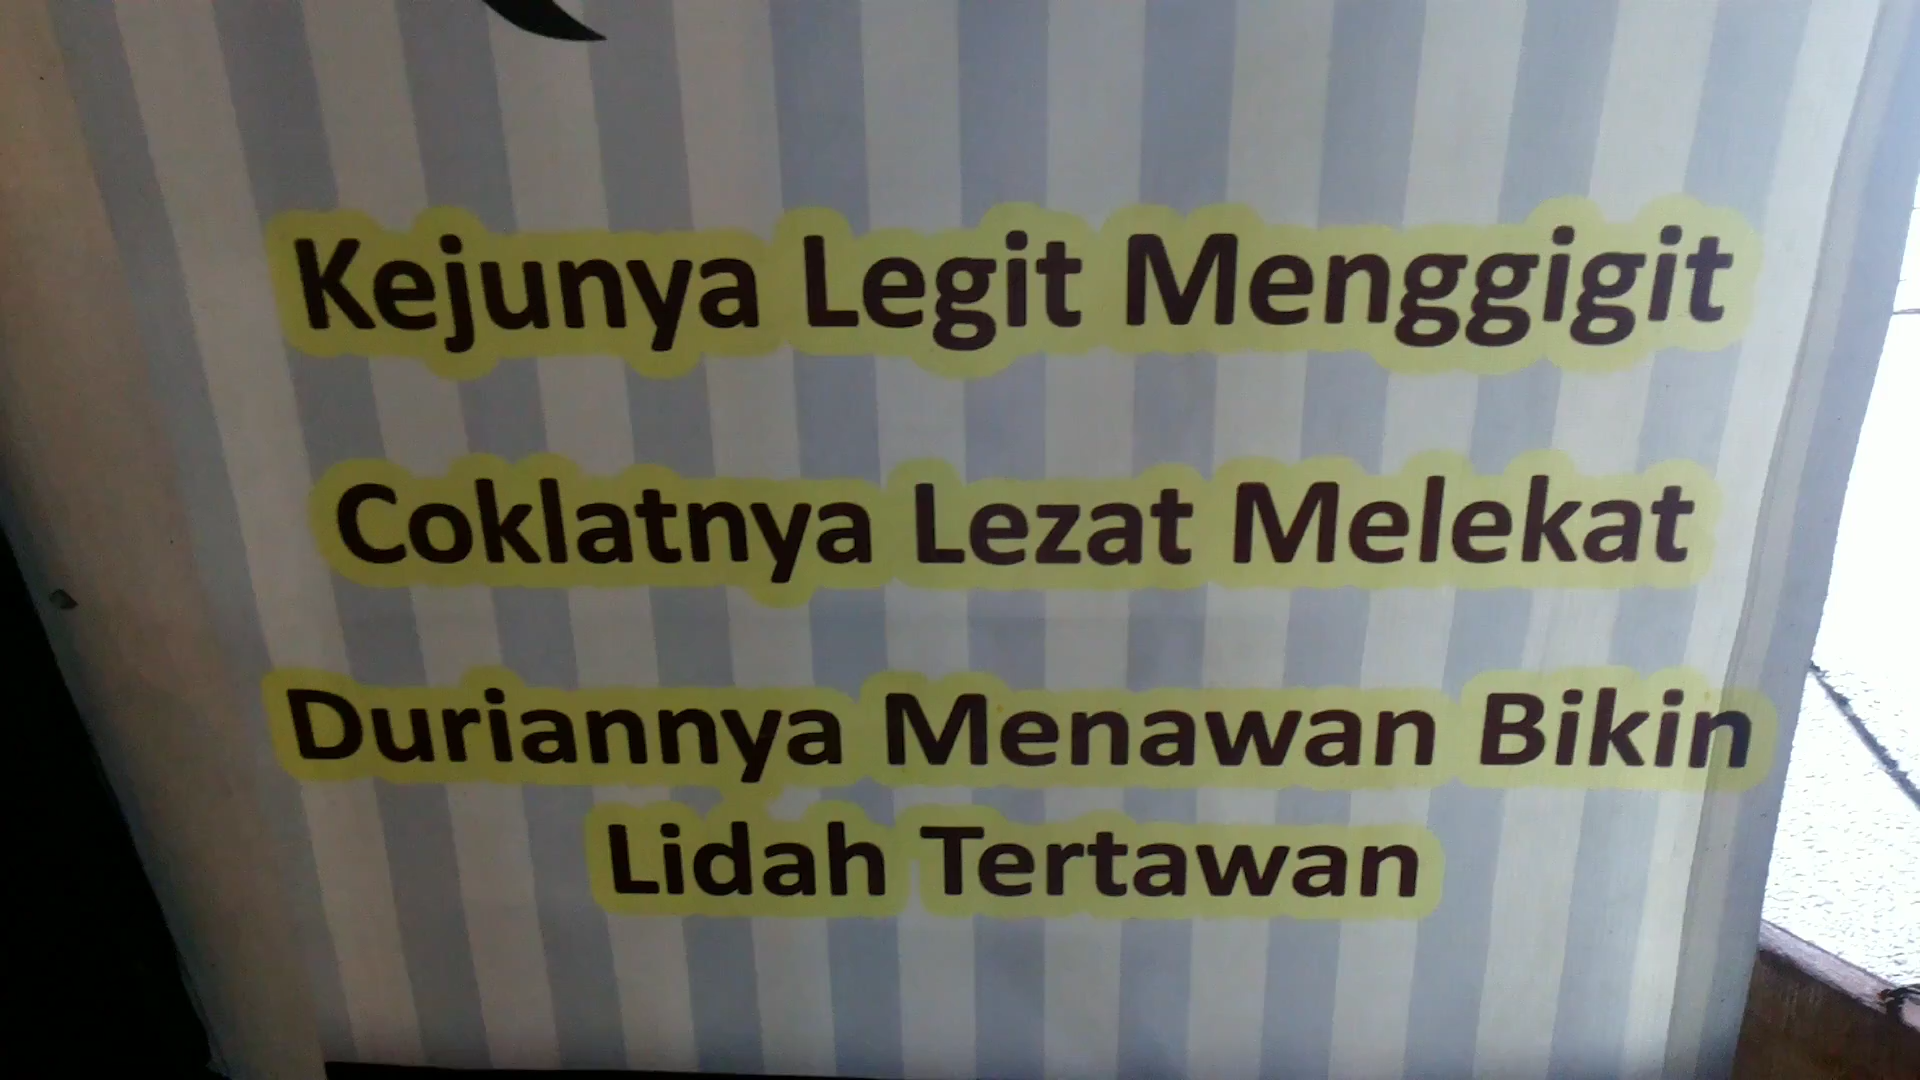 Kejunya Legit Menggigit
Coklatnya Lezat Melekat
Duriannya Menawan Bikin
Lidah Tertawan